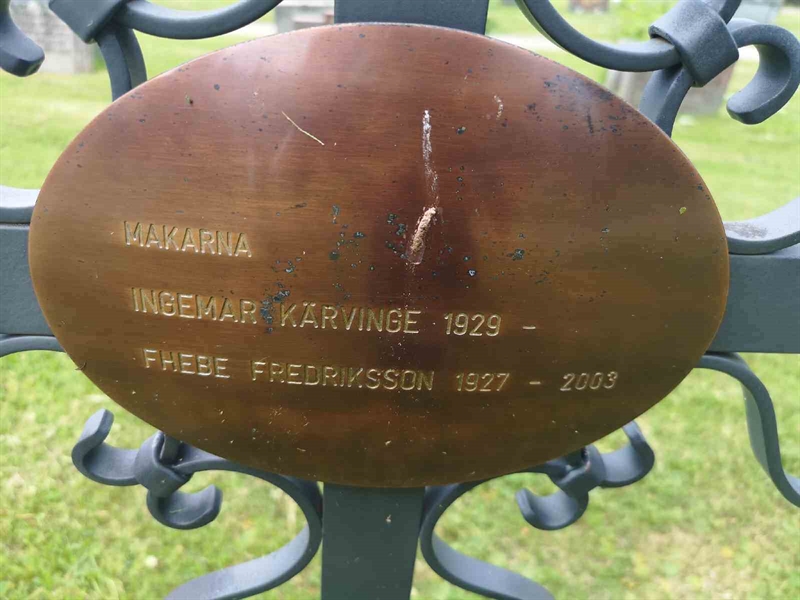 MAKARNA
INGEMAR KÄRVINGE 1929 -
FHEBE FREDRIKSSON 1927 - 2003